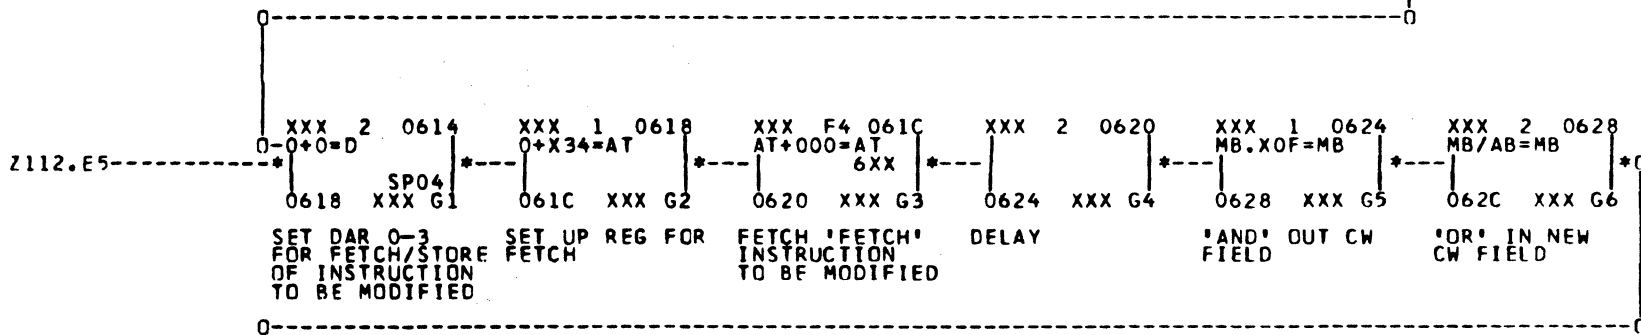 XXX 2 0614 XXX 1 0618 XXX F4 061C XXX 2 0620 XXX 1 0624 XXX 2 0628
0-0+0=D 0+X34=AT AT+000=AT MB.X0F=MB MB/AB=MB
Z112.E5-----------* *--- *--- 6XX *--- *--- *--- *0
SP04
0618 XXX G1 061C XXX G2 0620 XXX G3 0624 XXX G4 0628 XXX G5 062C XXX G6
SET DAR 0-3 SET UP REG FOR FETCH 'FETCH' DELAY 'AND' OUT CW 'OR' IN NEW
FOR FETCH/STORE FETCH INSTRUCTION FIELD CW FIELD
OF INSTRUCTION TO BE MODIFIED
TO BE MODIFIED